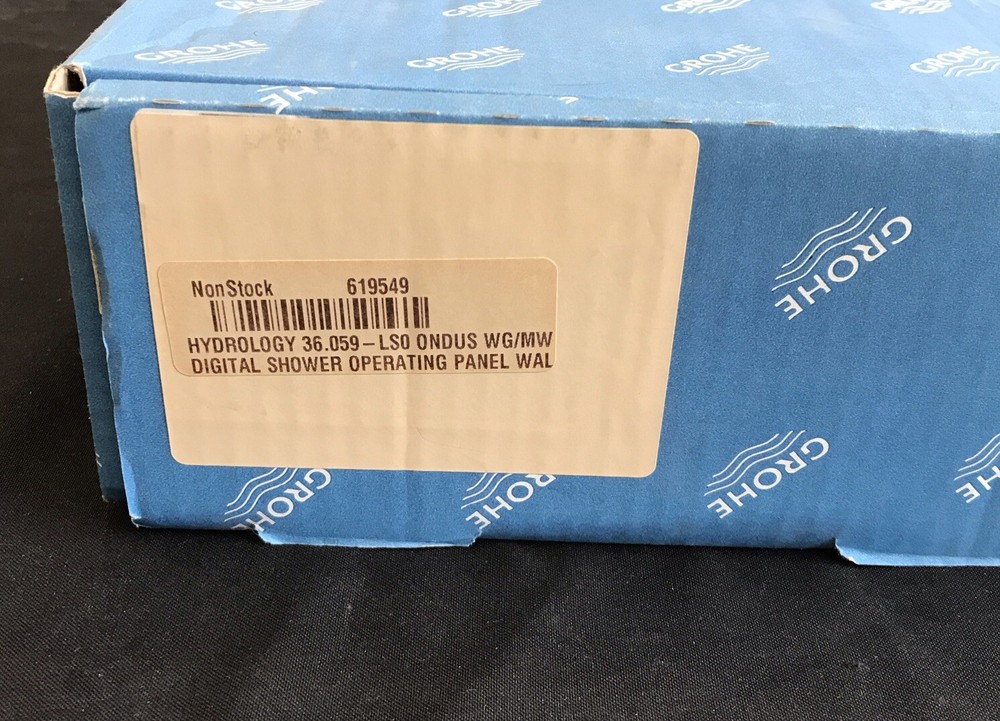 GROHE
GROHE
GROHE
GROHE
NonStock 619549
HYDROLOGY 36.059-LS0 ONDUS WG/MW
DIGITAL SHOWER OPERATING PANEL WAL
GROHE
GROHE
GROHE
GROHE